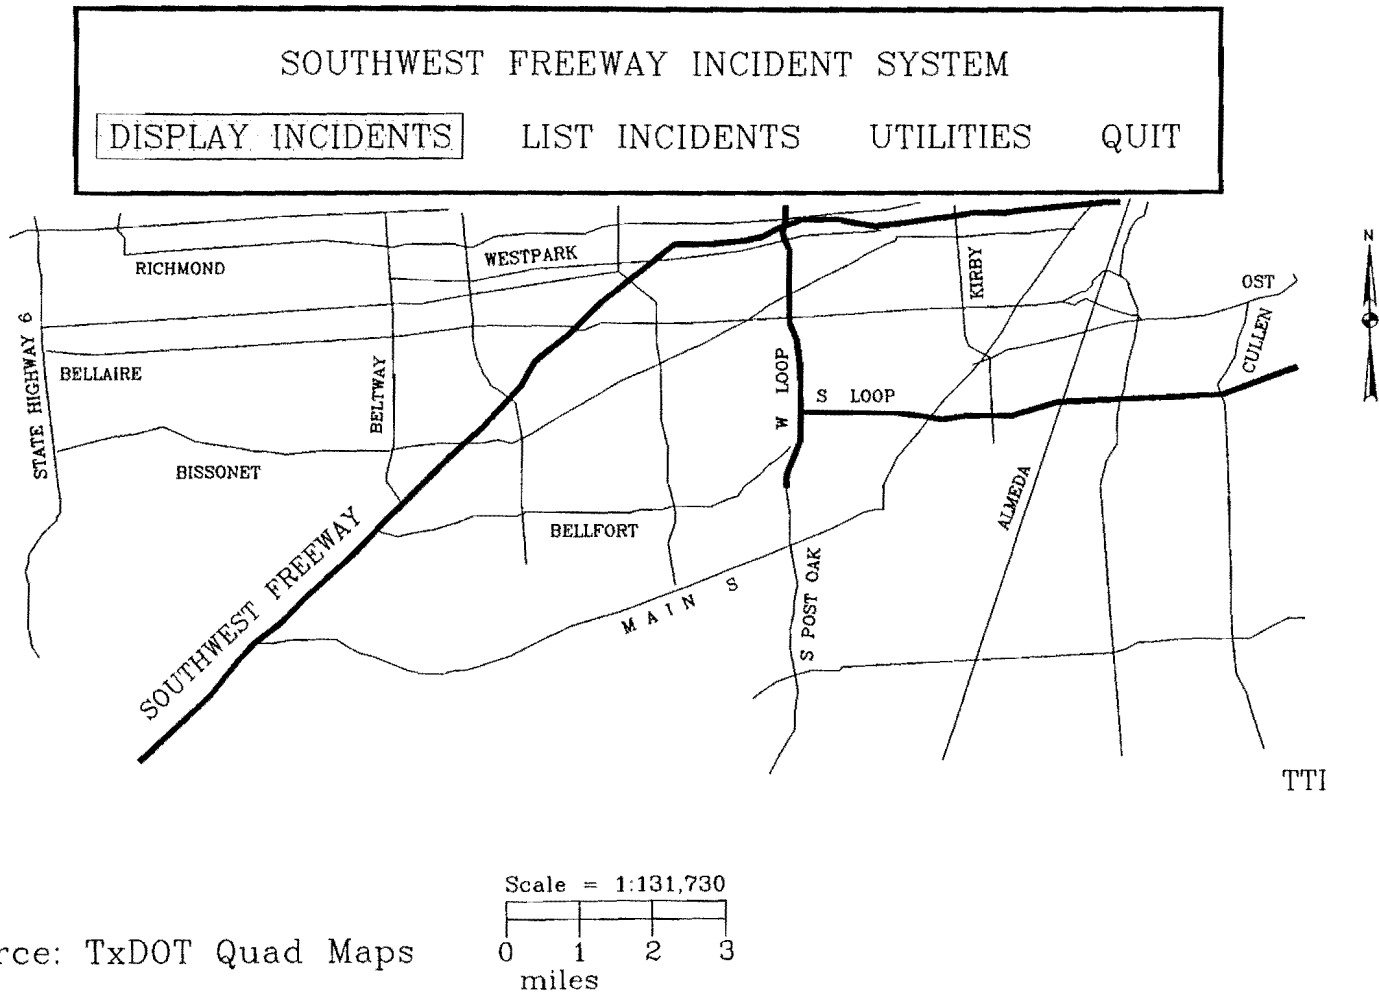 SOUTHWEST FREEWAY INCIDENT SYSTEM
DISPLAY INCIDENTS LIST INCIDENTS UTILITIES QUIT
N
RICHMOND
WESTPARK
KIRBY
OST
CULLEN
STATE HIGHWAY 6
BELLAIRE
BELTWAY
W LOOP
S LOOP
BISSONET
ALMEDA
BELLFORT
SOUTHWEST FREEWAY
MAIN S
S POST OAK
TTI
Scale = 1:131,730
0 1 2 3
miles
rce: TxDOT Quad Maps